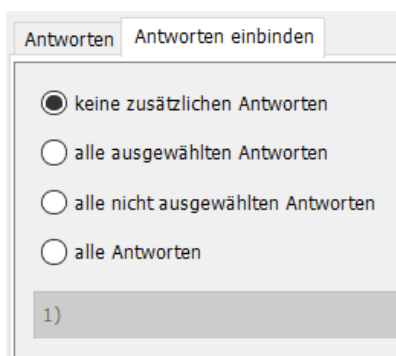 Antworten Antworten einbinden
keine zusätzlichen Antworten
alle ausgewählten Antworten
alle nicht ausgewählten Antworten
alle Antworten
1)